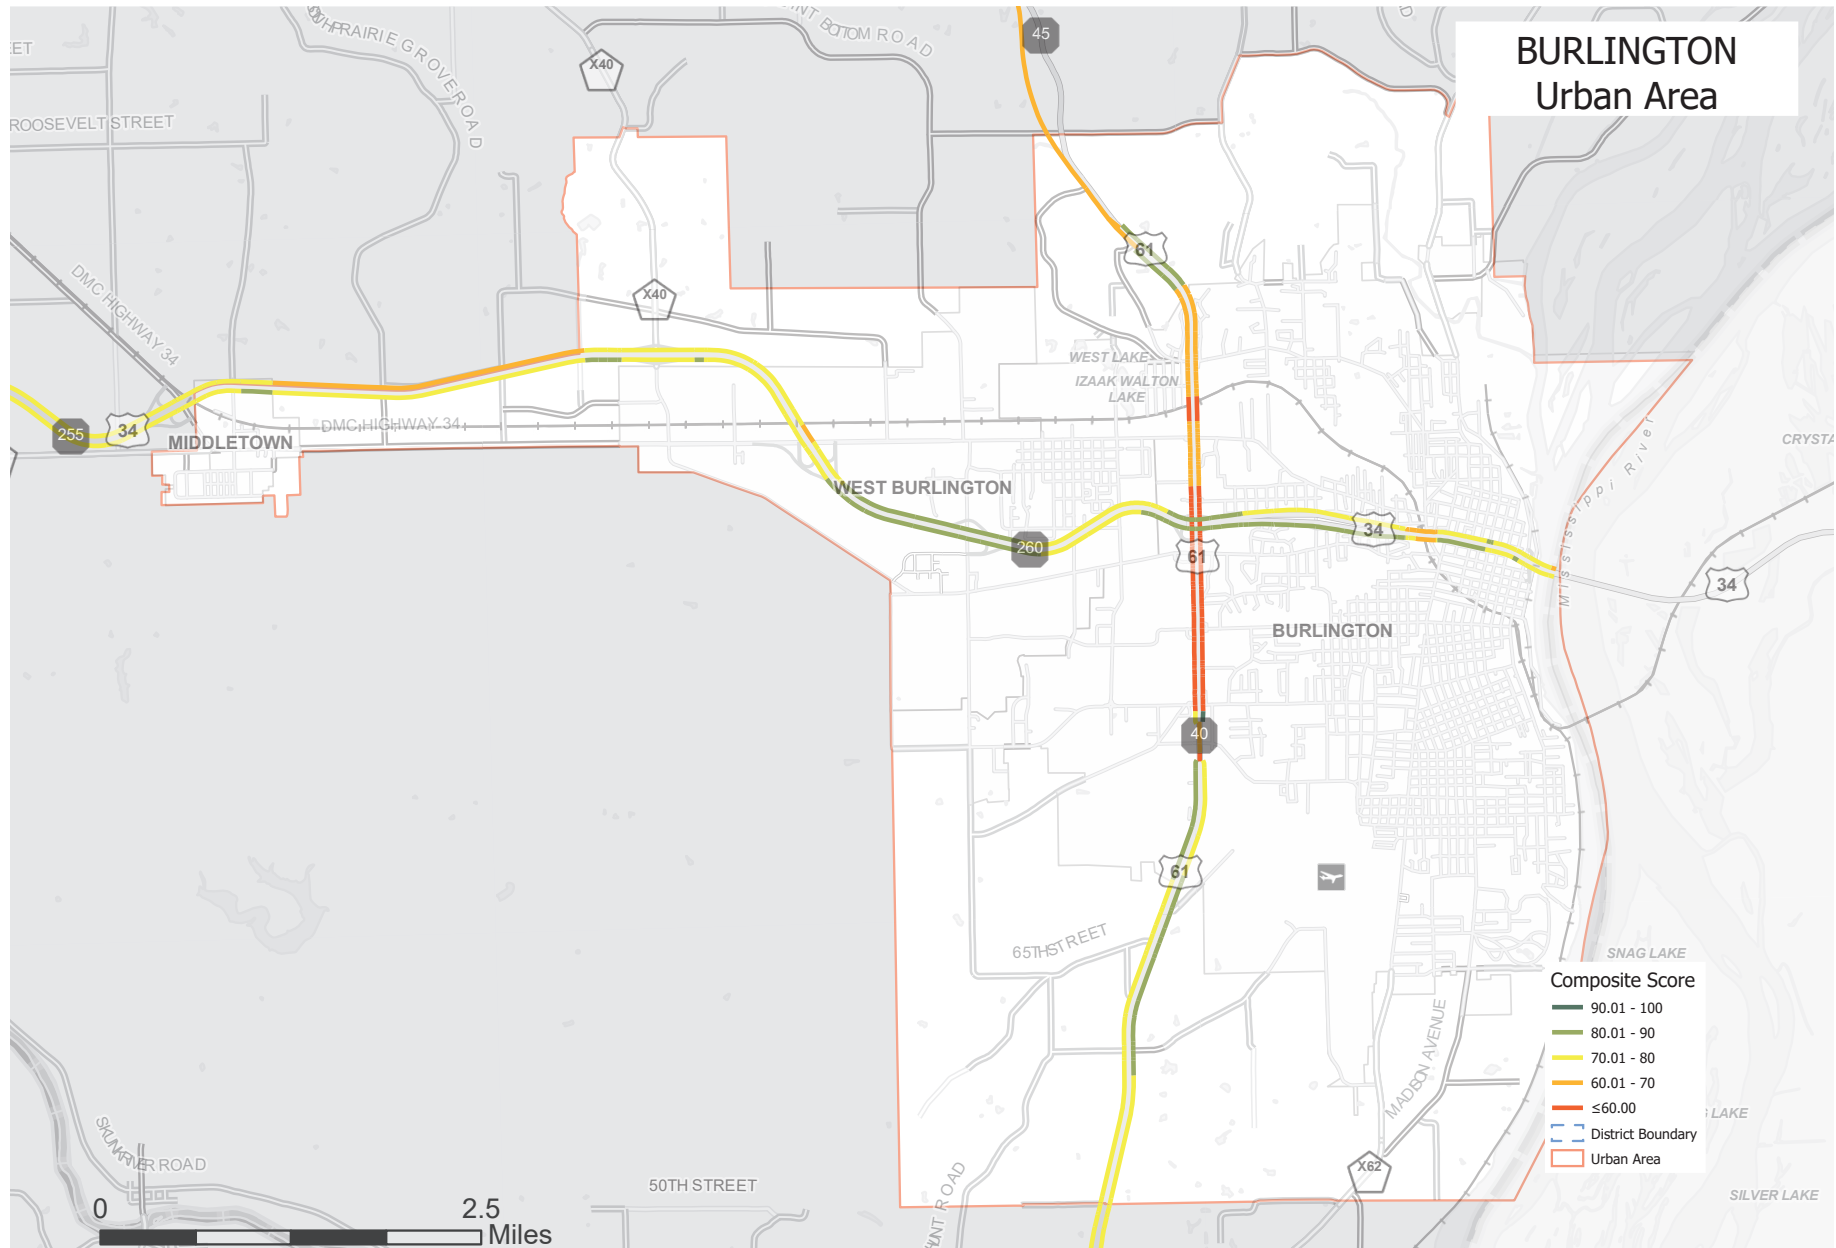 BURLINGTON
Urban Area
PRAIRIE GROVE ROAD
BOTTOM ROAD
45
X40
ROOSEVELT STREET
61
DMC HIGHWAY 34
X40
WEST LAKE
IZAAK WALTON
LAKE
255
34
MIDDLETOWN
DMC HIGHWAY 34
WEST BURLINGTON
Mississippi River
34
260
61
34
BURLINGTON
40
61
65TH STREET
SNAG LAKE
Composite Score
90.01 - 100
80.01 - 90
70.01 - 80
60.01 - 70
≤60.00
District Boundary
Urban Area
LAKE
MADISON AVENUE
SKUNK RIVER ROAD
X62
50TH STREET
SILVER LAKE
ROAD
0
2.5
Miles